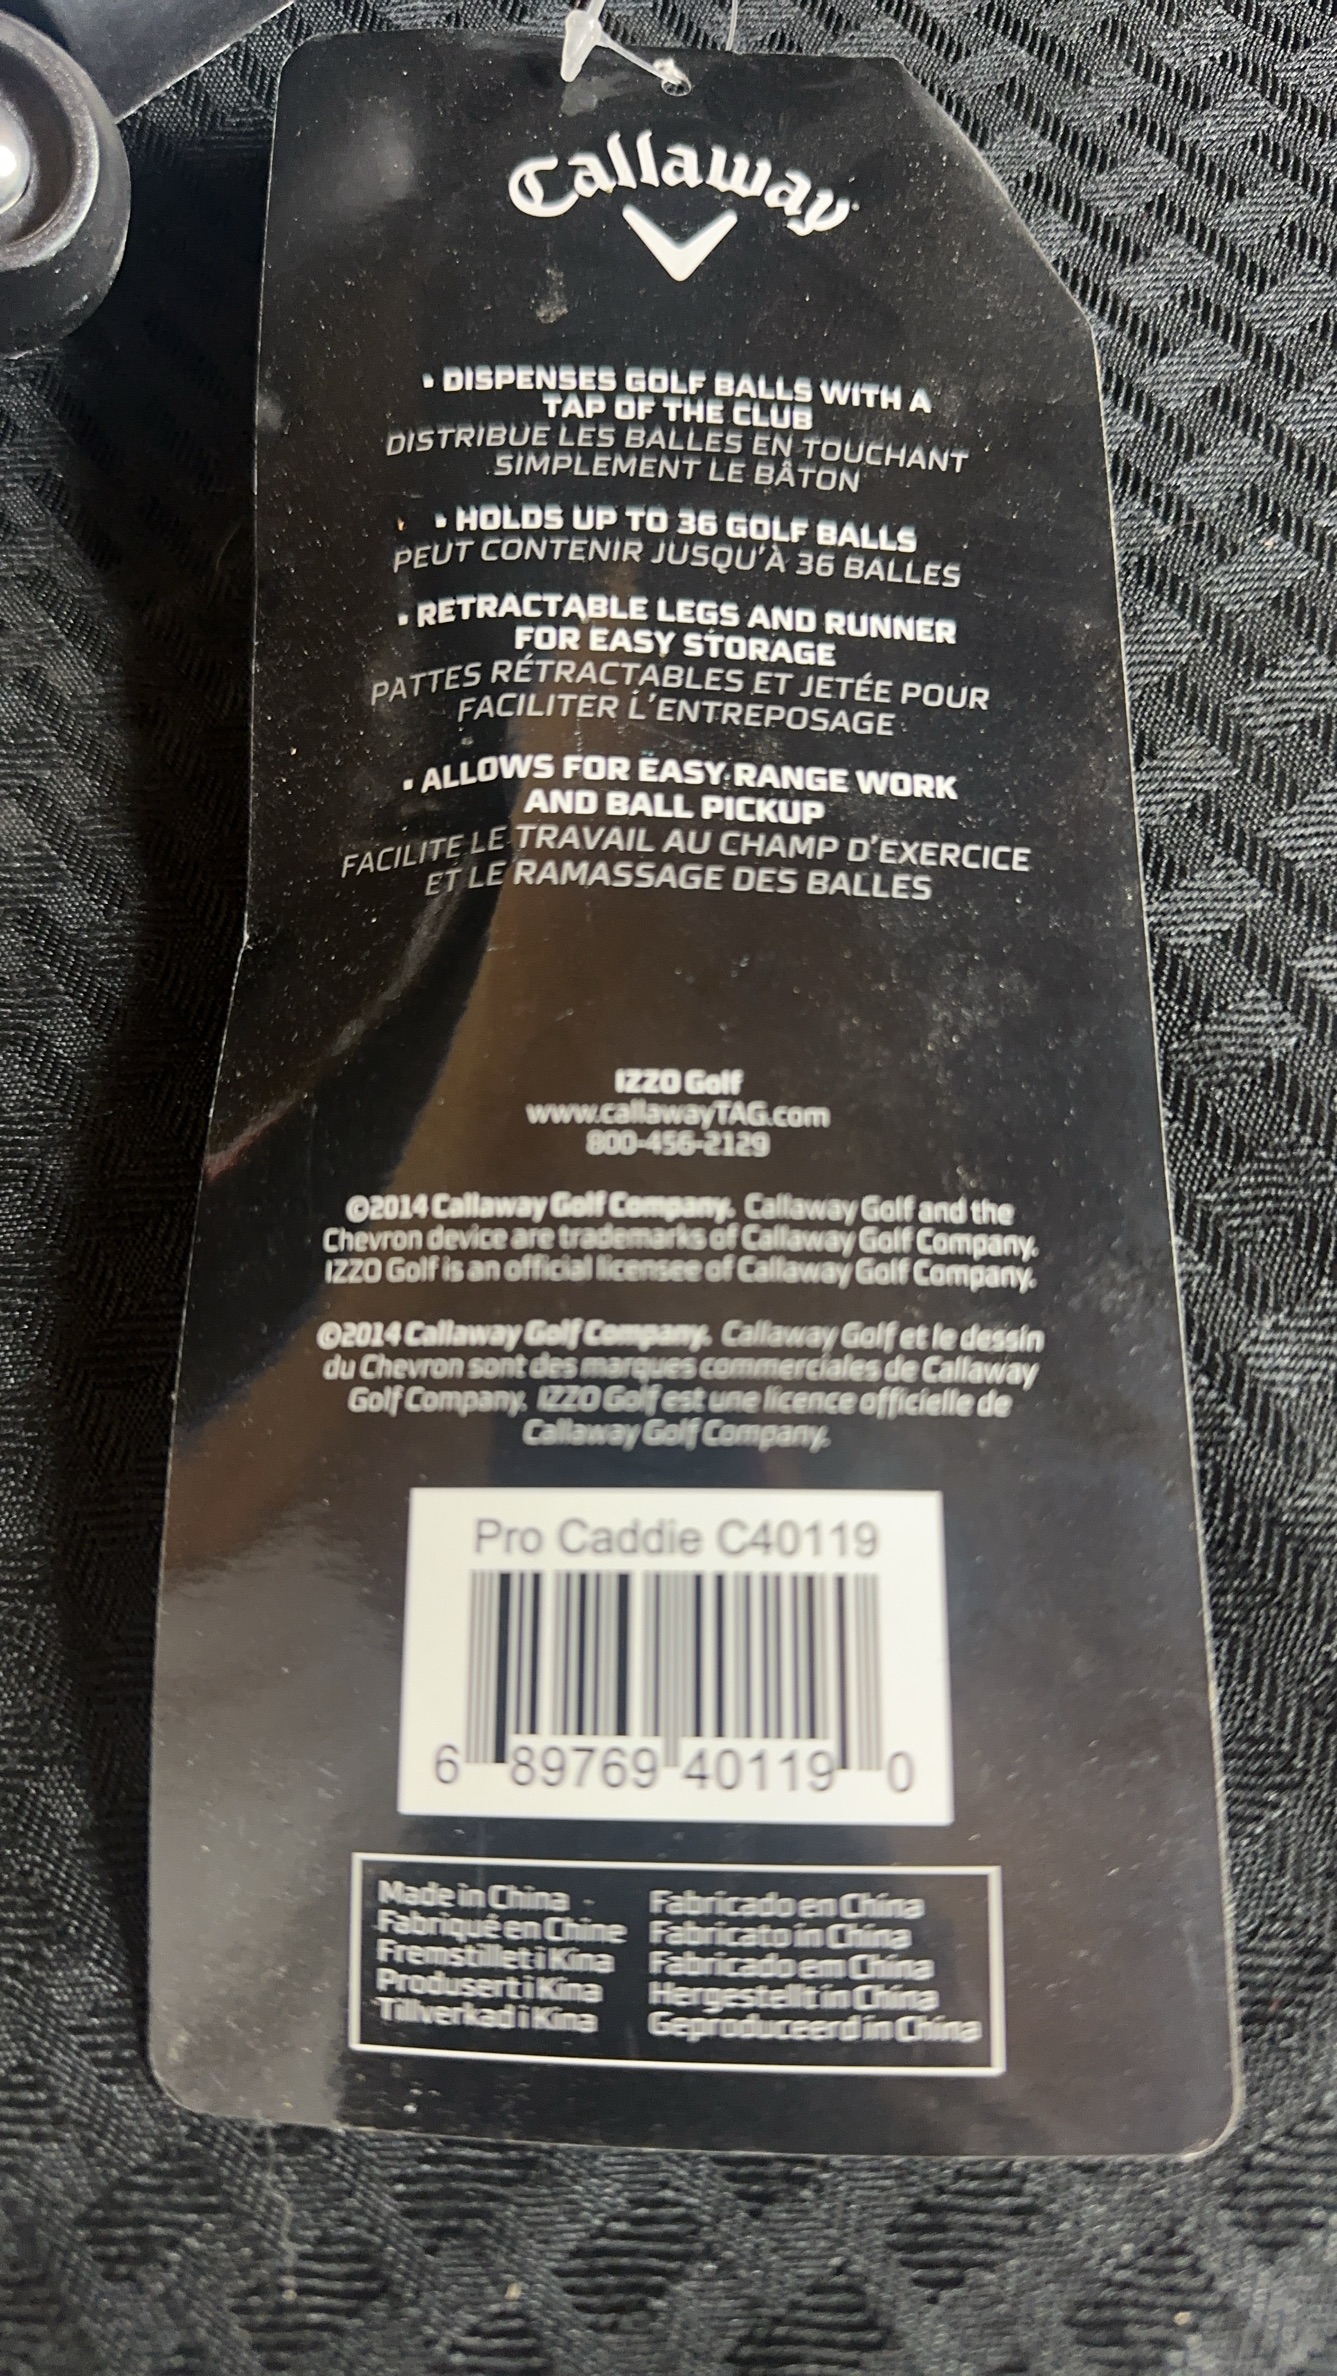 Callaway
▪ DISPENSES GOLF BALLS WITH A
TAP OF THE CLUB
DISTRIBUE LES BALLES EN TOUCHANT
SIMPLEMENT LE BÂTON
▪ HOLDS UP TO 36 GOLF BALLS
PEUT CONTENIR JUSQU'À 36 BALLES
▪ RETRACTABLE LEGS AND RUNNER
FOR EASY STORAGE
PATTES RÉTRACTABLES ET JETÉE POUR
FACILITER L'ENTREPOSAGE
▪ ALLOWS FOR EASY RANGE WORK
AND BALL PICKUP
FACILITE LE TRAVAIL AU CHAMP D'EXERCICE
ET LE RAMASSAGE DES BALLES
IZZO Golf
www.callawayTAG.com
800-456-2129
©2014 Callaway Golf Company. Callaway Golf and the
Chevron device are trademarks of Callaway Golf Company.
IZZO Golf is an official licensee of Callaway Golf Company.
©2014 Callaway Golf Company. Callaway Golf et le dessin
du Chevron sont des marques commerciales de Callaway
Golf Company. IZZO Golf est une licence officielle de
Callaway Golf Company.
Pro Caddie C40119
6 89769 40119 0
Made in China
Fabriqué en Chine
Fremstillet i Kina
Produsert i Kina
Tillverkad i Kina
Fabricado en China
Fabricato in China
Fabricado em China
Hergestellt in China
Geproduceerd in China